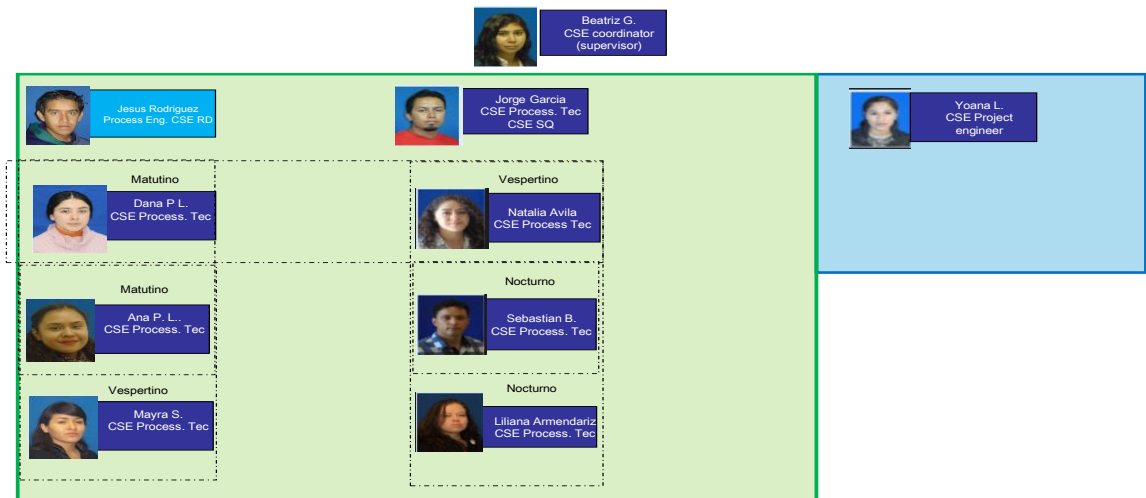 Beatriz G.
CSE coordinator
(supervisor)
Jesus Rodriguez
Process Eng. CSE RD
Jorge Garcia
CSE Process. Tec
CSE SQ
Yoana L.
CSE Project
engineer
Matutino
Dana P L.
CSE Process. Tec
Vespertino
Natalia Avila
CSE Process Tec
Matutino
Ana P. L..
CSE Process. Tec
Nocturno
Sebastian B.
CSE Process. Tec
Vespertino
Mayra S.
CSE Process. Tec
Nocturno
Liliana Armendariz
CSE Process. Tec